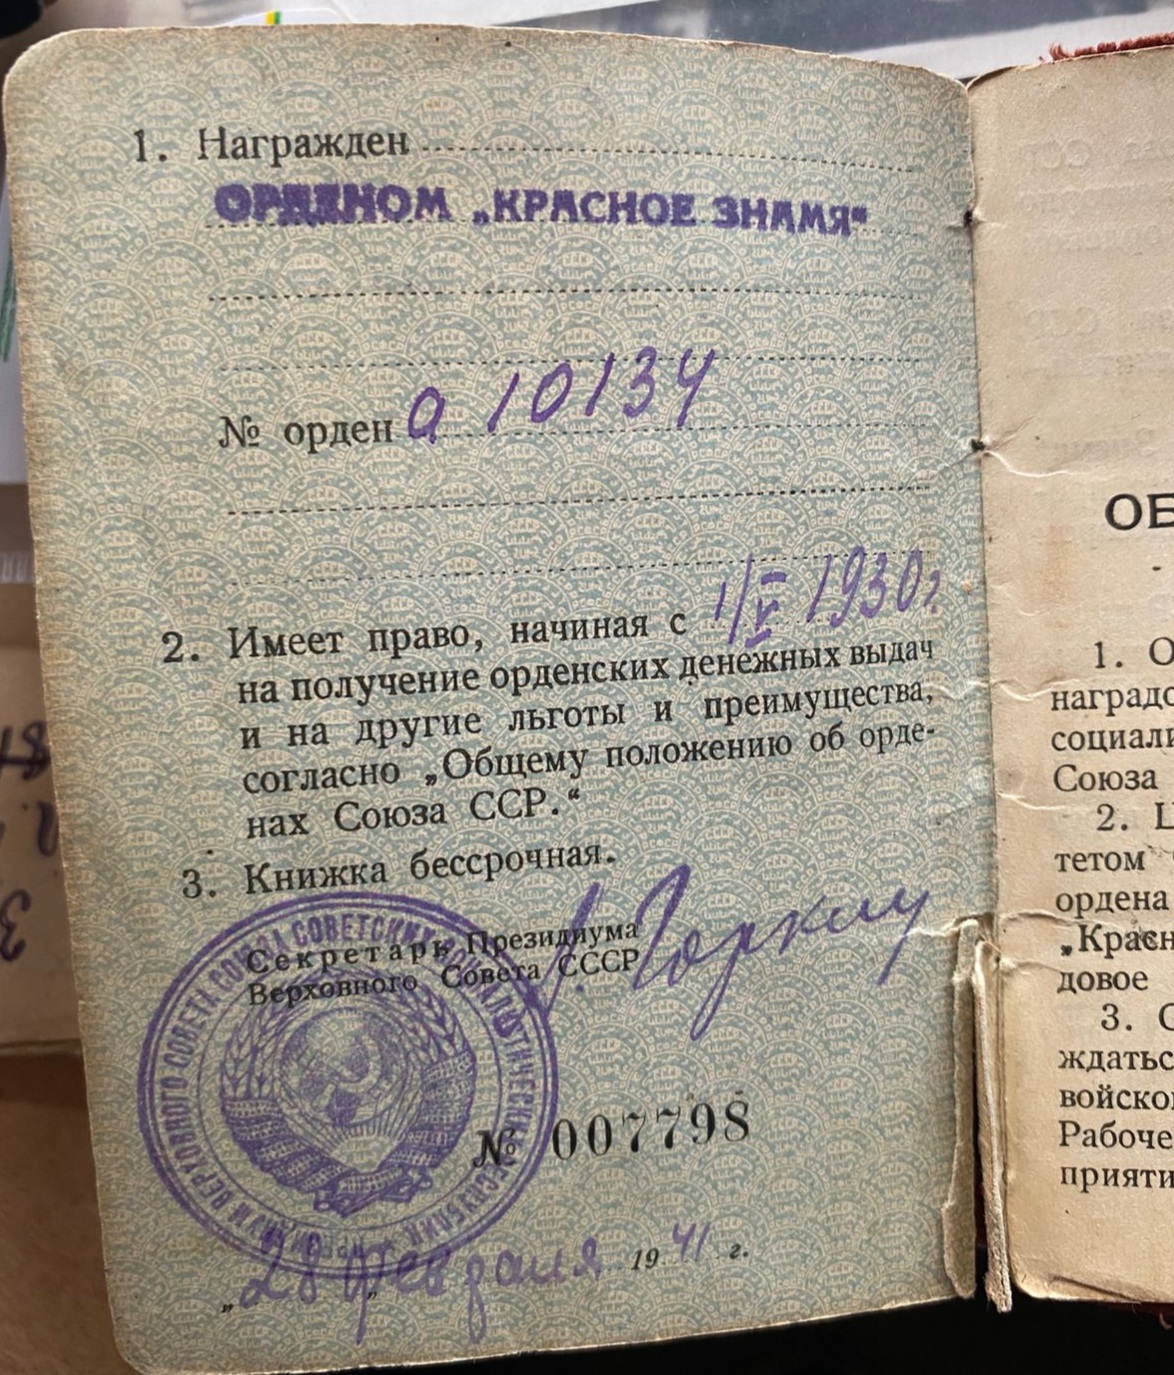 1. Награжден
ОРДЕНОМ „КРАСНОЕ ЗНАМЯ“
№ орден а 10134
2. Имеет право, начиная с 1/V 1930г.
на получение орденских денежных выдач
и на другие льготы и преимущества,
согласно „Общему положению об орде-
нах Союза ССР.“
3. Книжка бессрочная.
Секретарь Президиума
Верховного Совета СССР
А. Горкин
№ 007798
„28“ февраля 1941 г.
ОБ
1. О
наградо
социали
Союза
2. Ц
тетом
ордена
„Красн
довое
3. С
ждатьс
войско
Рабоче
прияти